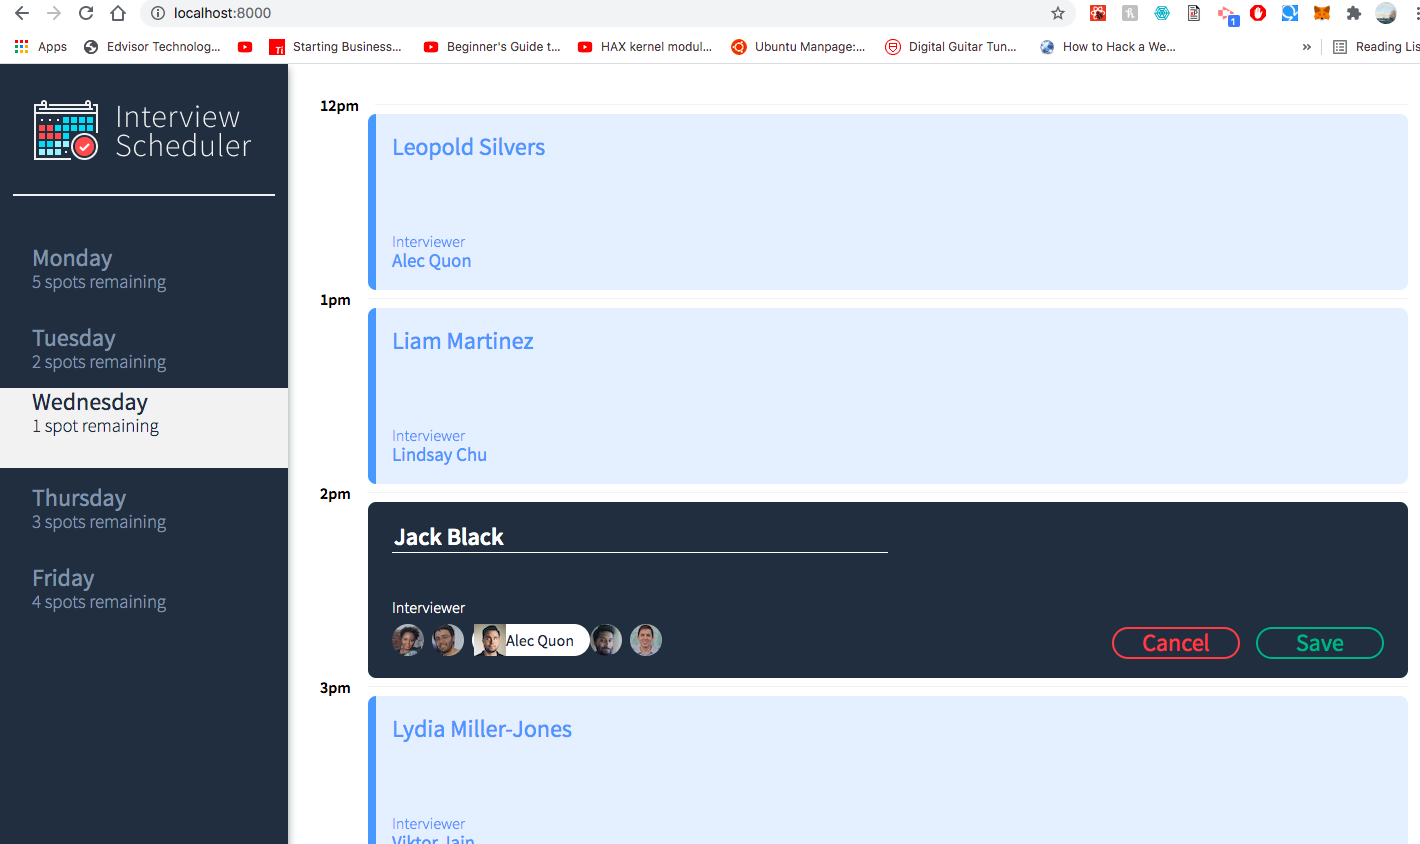 localhost:8000
1
Apps
Edvisor Technolog...
Starting Business...
Beginner's Guide t...
HAX kernel modul...
Ubuntu Manpage:...
Digital Guitar Tun...
How to Hack a We...
»
Reading Lis
Interview
Scheduler
Monday
5 spots remaining
Tuesday
2 spots remaining
Wednesday
1 spot remaining
Thursday
3 spots remaining
Friday
4 spots remaining
12pm
Leopold Silvers
Interviewer
Alec Quon
1pm
Liam Martinez
Interviewer
Lindsay Chu
2pm
Jack Black
Interviewer
Alec Quon
Cancel
Save
3pm
Lydia Miller-Jones
Interviewer
Viktor Jain